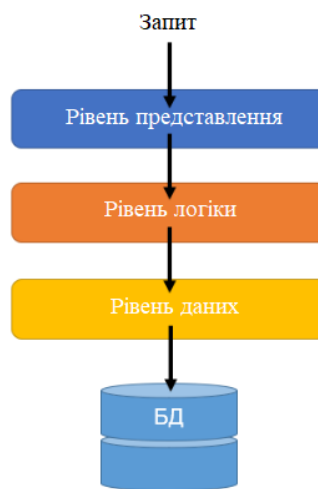 Запит
Рівень представлення
Рівень логіки
Рівень даних
БД